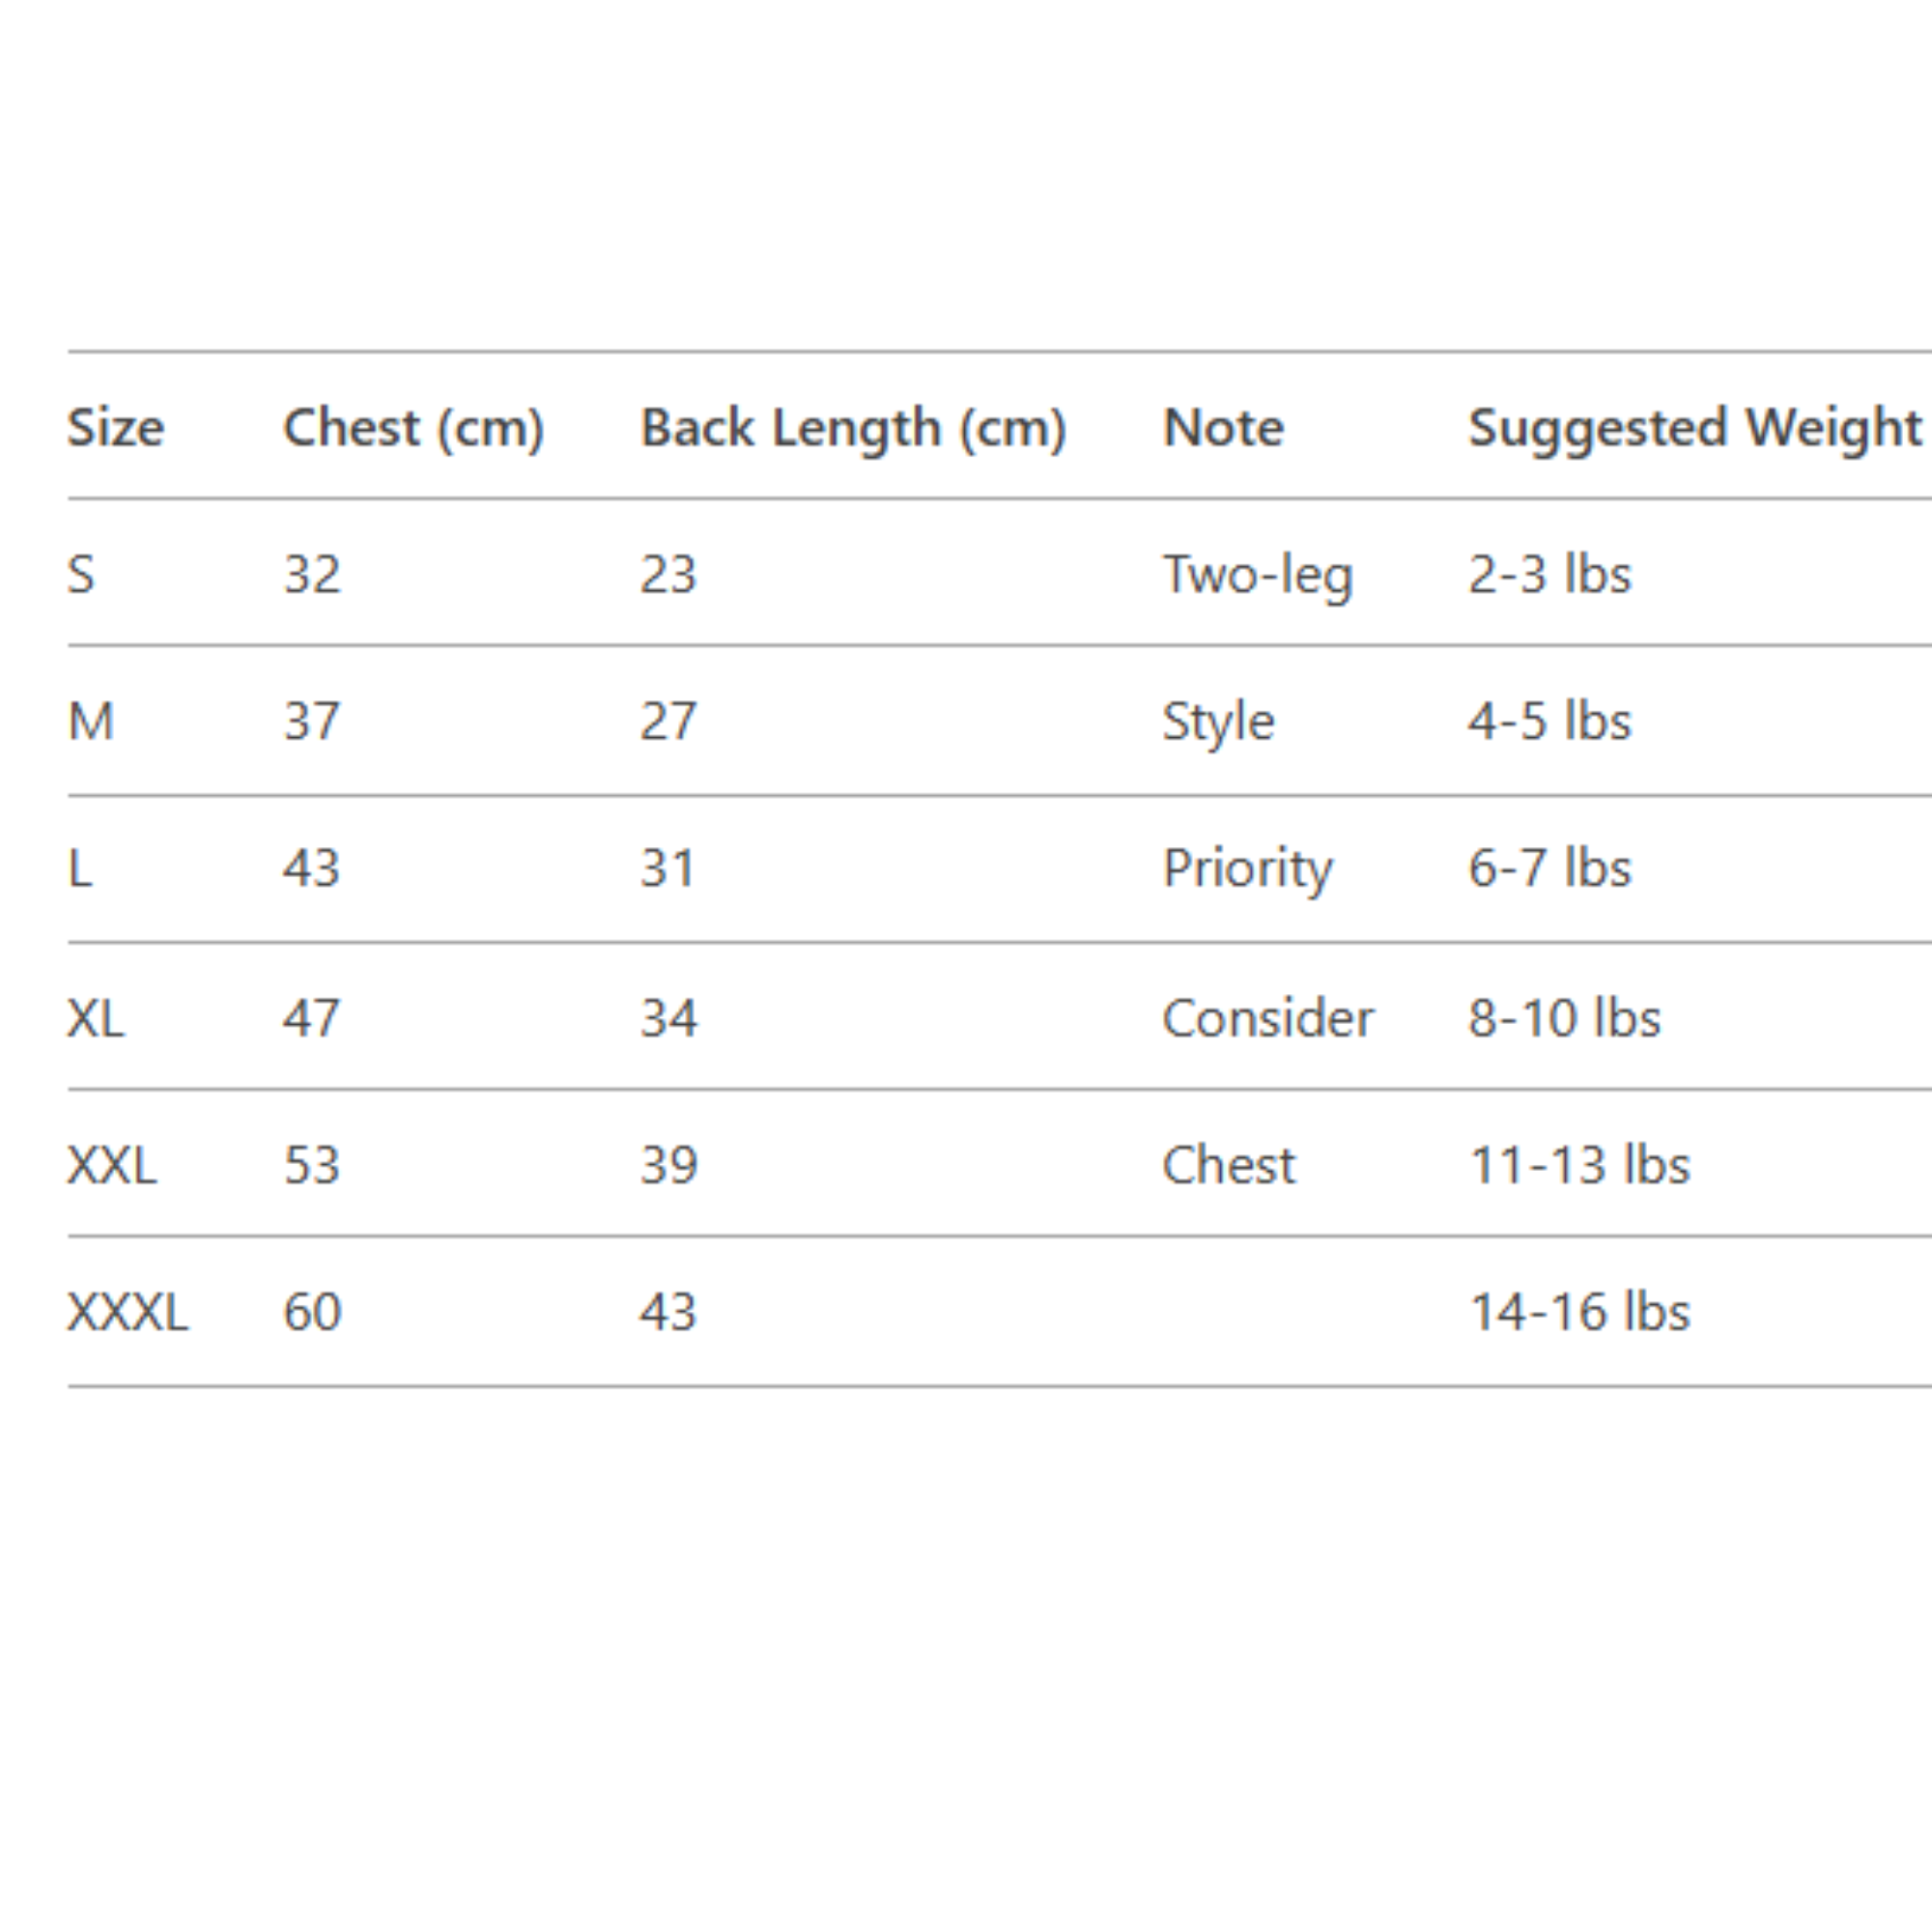 Size Chest (cm) Back Length (cm) Note Suggested Weight
S 32 23 Two-leg 2-3 lbs
M 37 27 Style 4-5 lbs
L 43 31 Priority 6-7 lbs
XL 47 34 Consider 8-10 lbs
XXL 53 39 Chest 11-13 lbs
XXXL 60 43 14-16 lbs